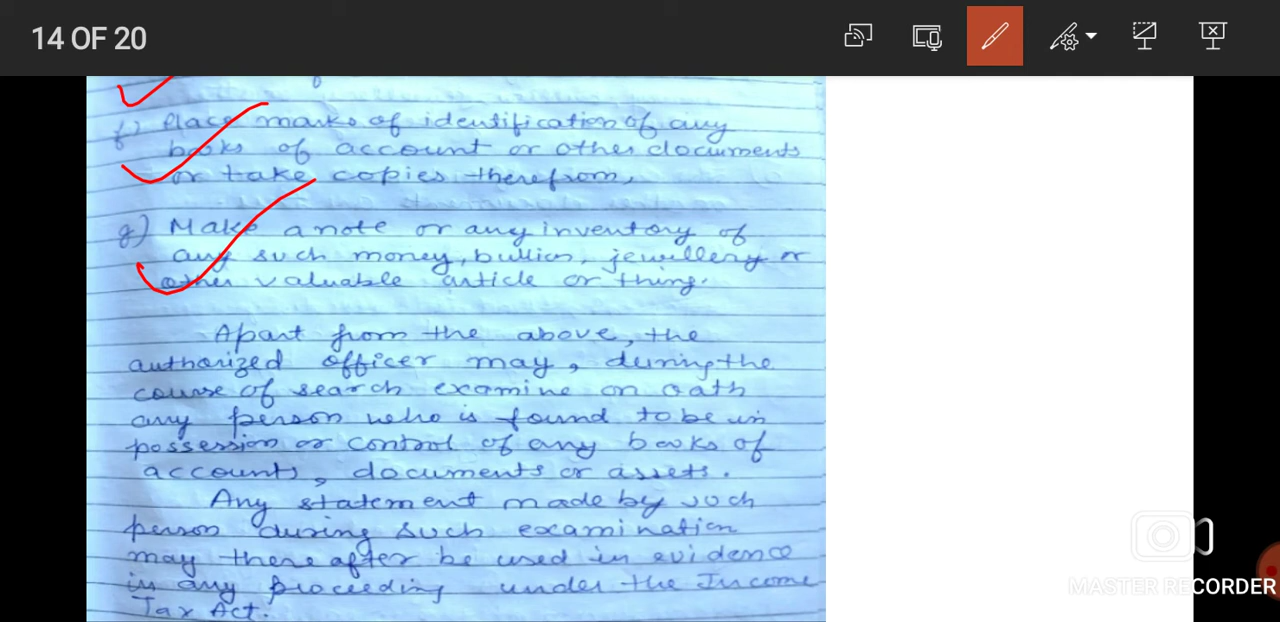 14 OF 20
f) Place marks of identification of any
books of account or other documents
or take copies therefrom,
g) Make a note or any inventory of
any such money, bullion, jewellery or
other valuable article or thing.
Apart from the above, the
authorized officer may, during the
course of search examine on oath
any person who is found to be in
possession or control of any books of
accounts, documents or assets.
Any statement made by such
person during such examination
may there after be used in evidence
in any proceeding under the Income
Tax Act.
MASTER RECORDER